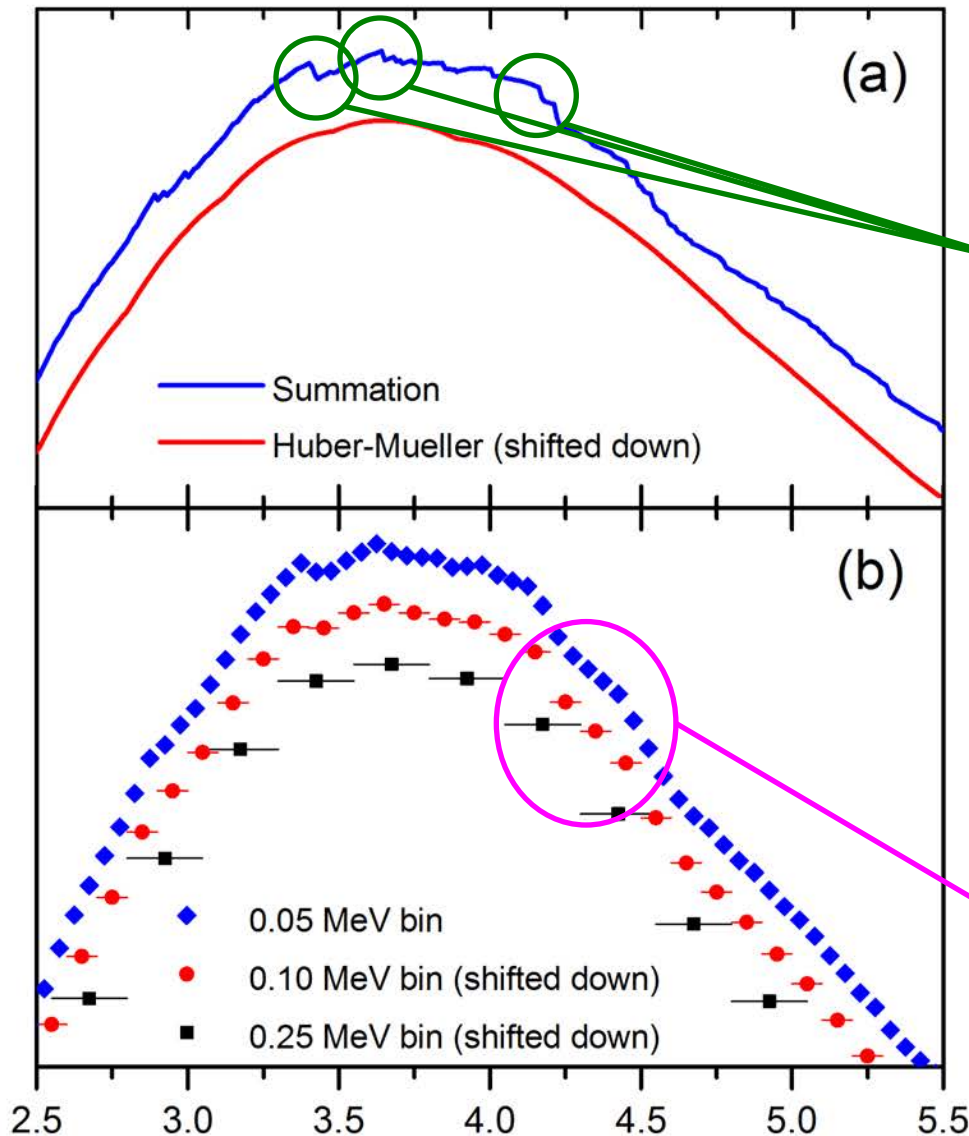 (a)
Summation
Huber-Mueller (shifted down)
(b)
0.05 MeV bin
0.10 MeV bin (shifted down)
0.25 MeV bin (shifted down)
2.5 3.0 3.5 4.0 4.5 5.0 5.5